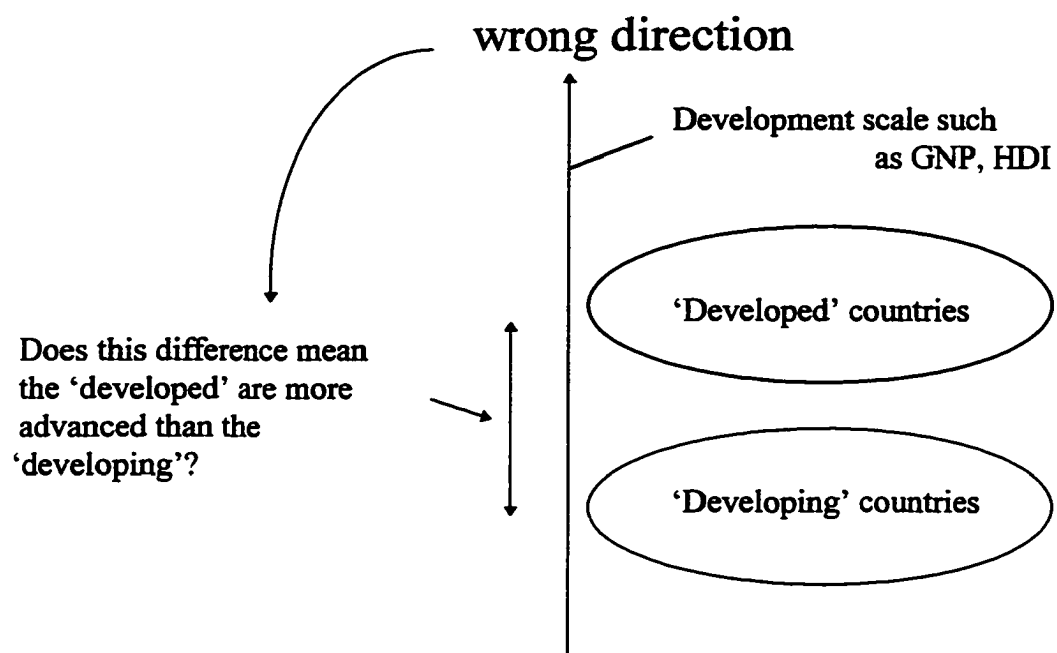 wrong direction
Development scale such
as GNP, HDI
‘Developed’ countries
Does this difference mean
the ‘developed’ are more
advanced than the
‘developing’?
‘Developing’ countries